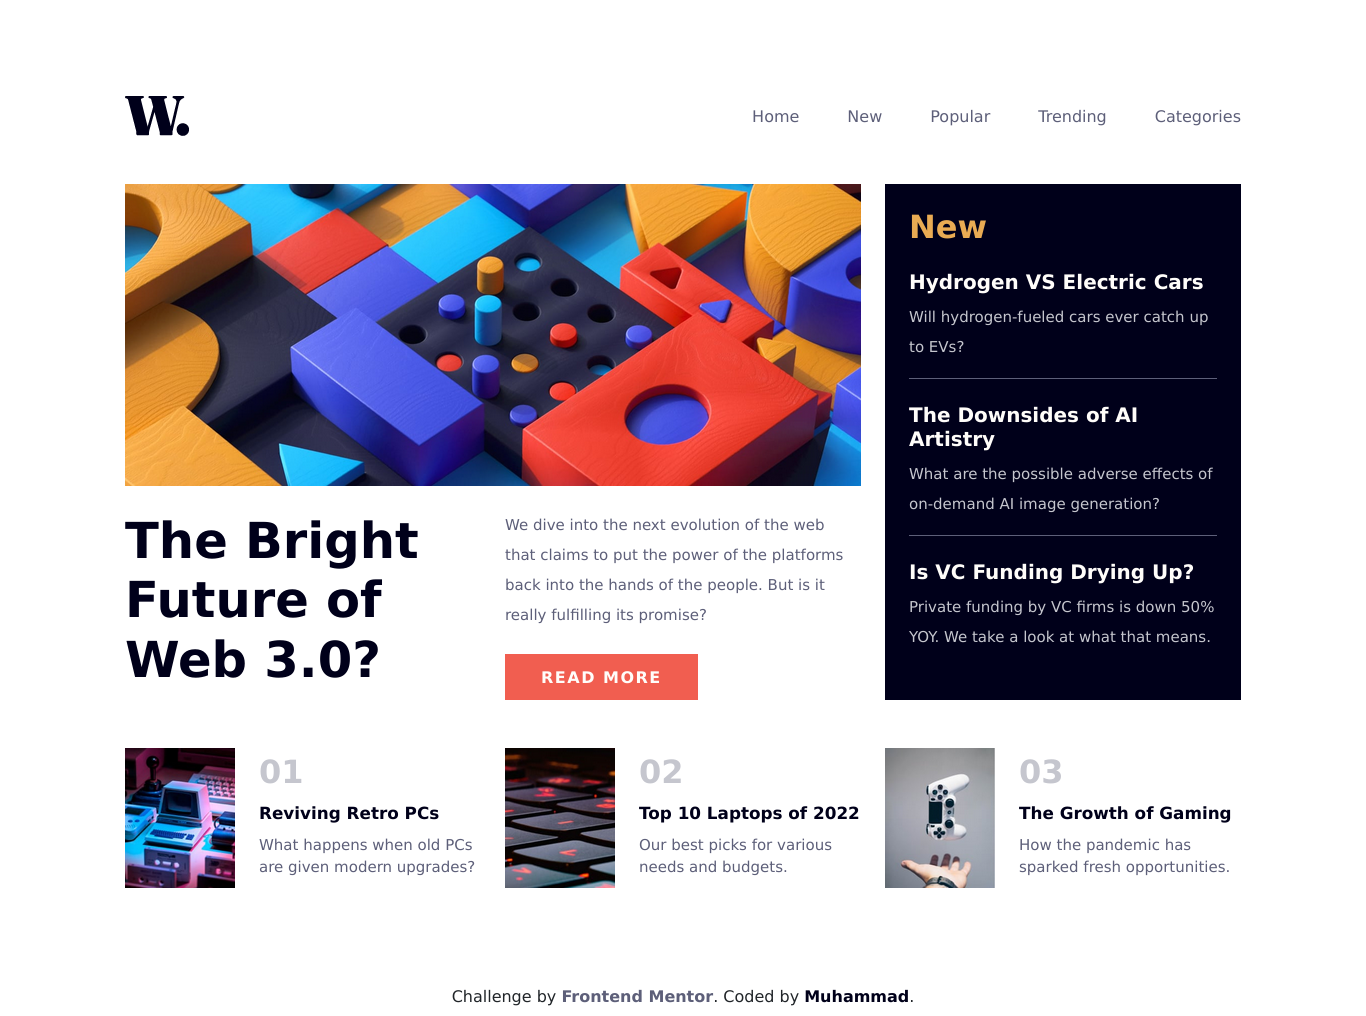 W.
Home New Popular Trending Categories
The Bright
Future of
Web 3.0?
We dive into the next evolution of the web
that claims to put the power of the platforms
back into the hands of the people. But is it
really fulfilling its promise?
READ MORE
New
Hydrogen VS Electric Cars
Will hydrogen-fueled cars ever catch up
to EVs?
The Downsides of AI
Artistry
What are the possible adverse effects of
on-demand AI image generation?
Is VC Funding Drying Up?
Private funding by VC firms is down 50%
YOY. We take a look at what that means.
01
Reviving Retro PCs
What happens when old PCs
are given modern upgrades?
02
Top 10 Laptops of 2022
Our best picks for various
needs and budgets.
03
The Growth of Gaming
How the pandemic has
sparked fresh opportunities.
Challenge by Frontend Mentor. Coded by Muhammad.